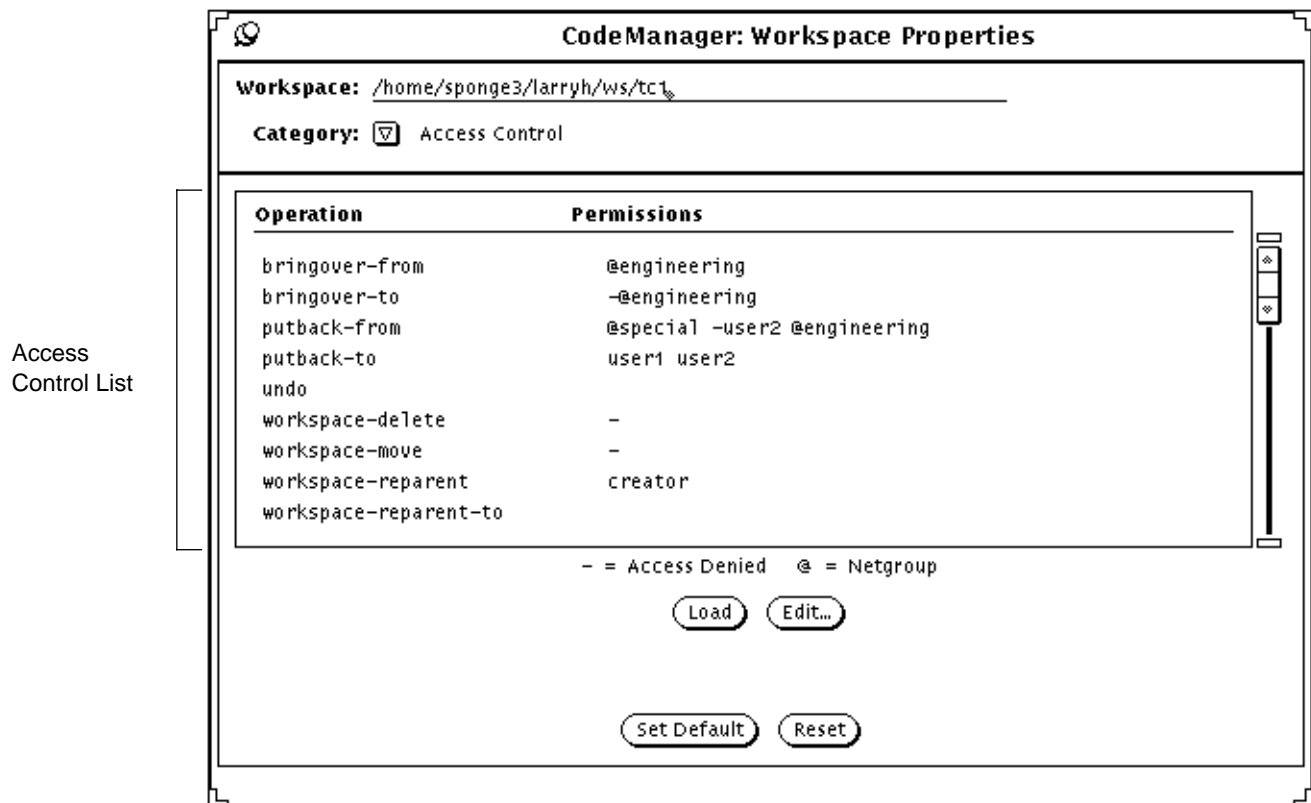 CodeManager: Workspace Properties
Workspace: /home/sponge3/larryh/ws/tc1
Category: Access Control
Access
Control List
Operation Permissions
bringover-from @engineering
bringover-to -@engineering
putback-from @special -user2 @engineering
putback-to user1 user2
undo
workspace-delete -
workspace-move -
workspace-reparent creator
workspace-reparent-to
- = Access Denied @ = Netgroup
Load Edit...
Set Default Reset